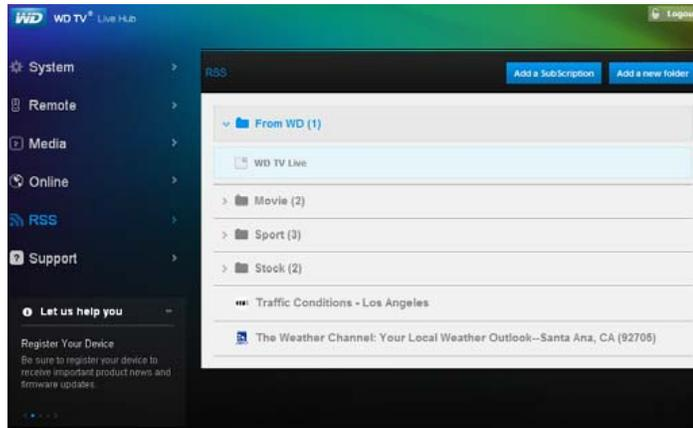 WD WD TV® Live Hub
Logou
System
Remote
Media
Online
RSS
Support
Let us help you
Register Your Device
Be sure to register your device to
receive important product news and
firmware updates.
RSS
Add a SubScription
Add a new folder
From WD (1)
WD TV Live
Movie (2)
Sport (3)
Stock (2)
Traffic Conditions - Los Angeles
The Weather Channel: Your Local Weather Outlook--Santa Ana, CA (92705)